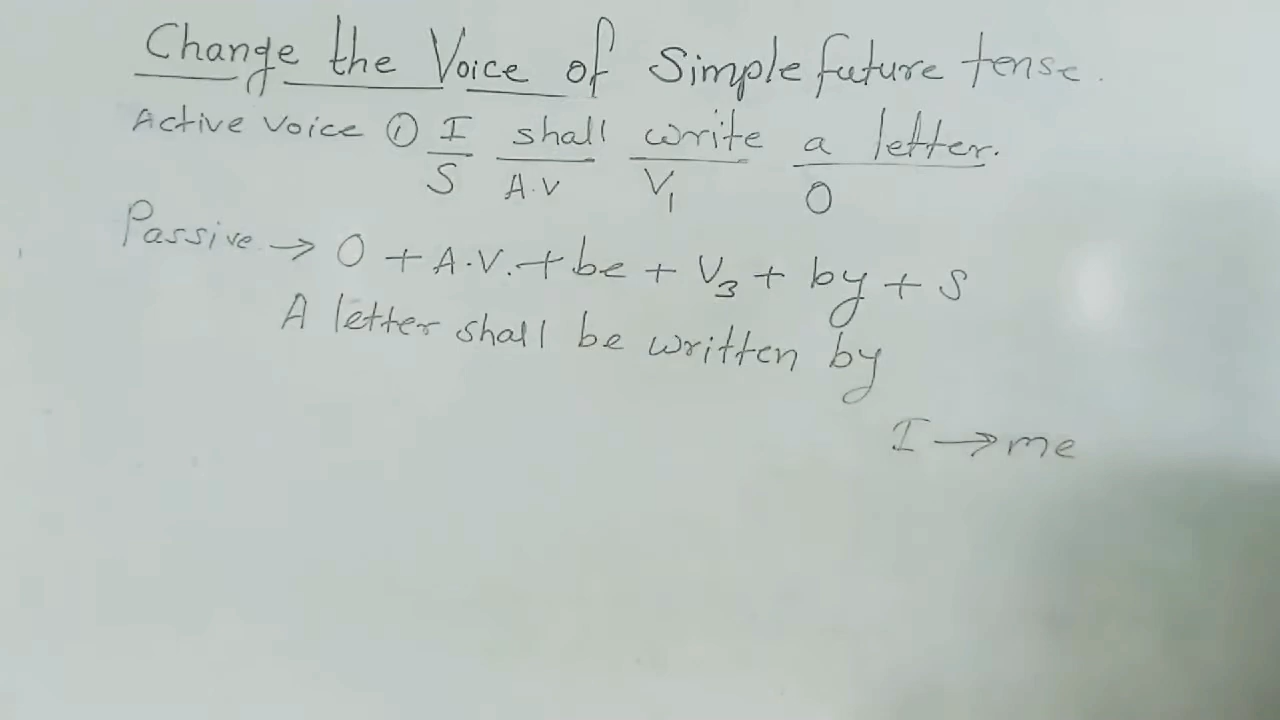 Change the Voice of Simple future tense.
Active Voice ① I shall write a letter.
S A.V V₁ O
Passive → O + A.V. + be + V₃ + by + S
A letter shall be written by
I → me